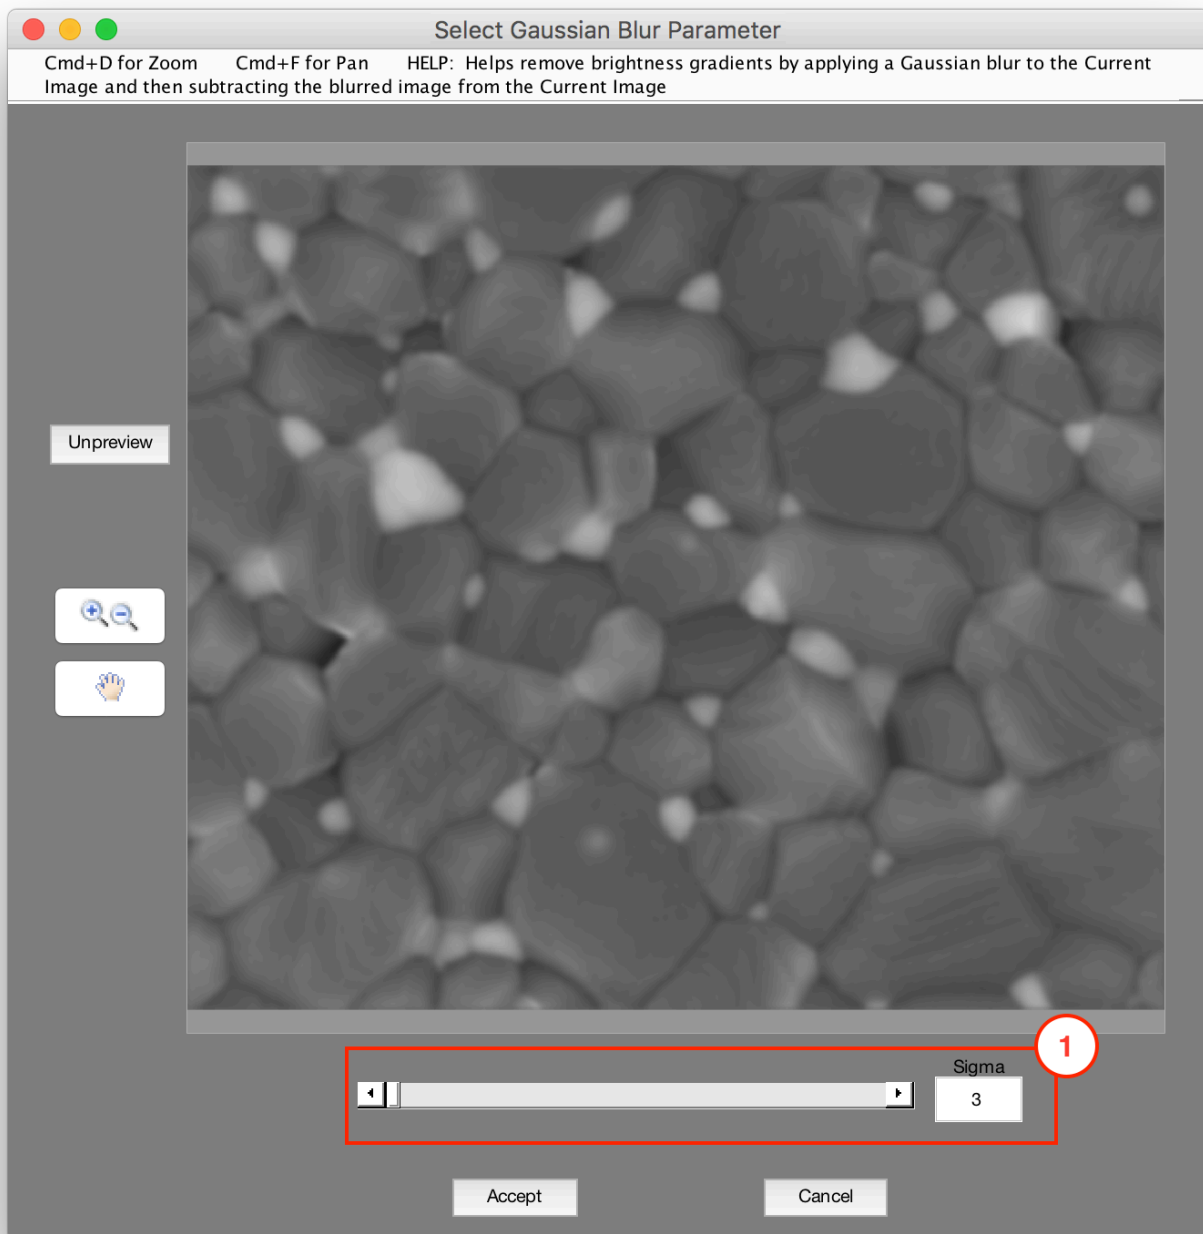 Select Gaussian Blur Parameter
Cmd+D for Zoom Cmd+F for Pan HELP: Helps remove brightness gradients by applying a Gaussian blur to the Current
Image and then subtracting the blurred image from the Current Image
Unpreview
1
Sigma
3
Accept
Cancel